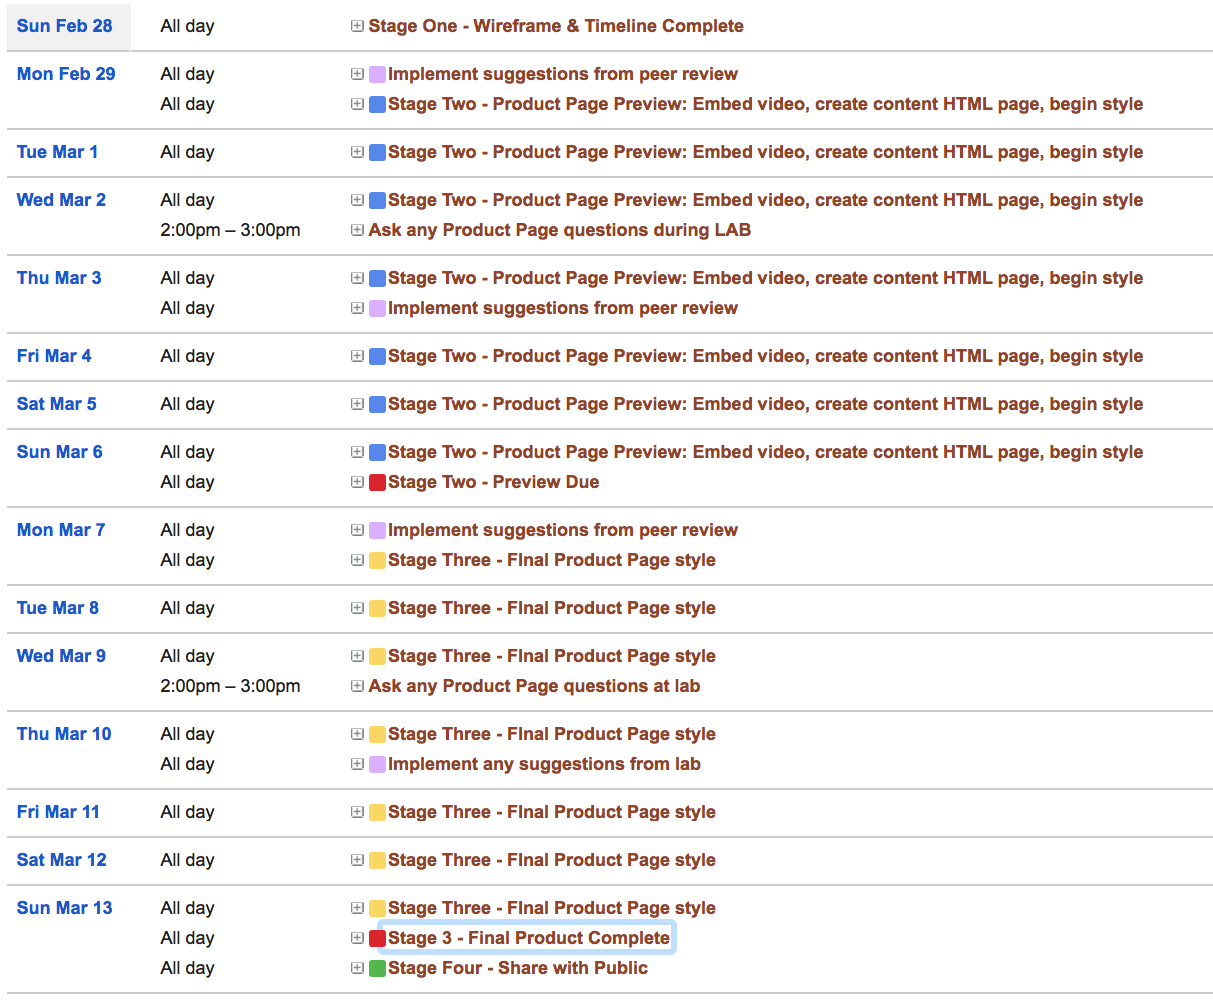 Sun Feb 28 All day Stage One - Wireframe & Timeline Complete
Mon Feb 29 All day Implement suggestions from peer review
All day Stage Two - Product Page Preview: Embed video, create content HTML page, begin style
Tue Mar 1 All day Stage Two - Product Page Preview: Embed video, create content HTML page, begin style
Wed Mar 2 All day Stage Two - Product Page Preview: Embed video, create content HTML page, begin style
2:00pm – 3:00pm Ask any Product Page questions during LAB
Thu Mar 3 All day Stage Two - Product Page Preview: Embed video, create content HTML page, begin style
All day Implement suggestions from peer review
Fri Mar 4 All day Stage Two - Product Page Preview: Embed video, create content HTML page, begin style
Sat Mar 5 All day Stage Two - Product Page Preview: Embed video, create content HTML page, begin style
Sun Mar 6 All day Stage Two - Product Page Preview: Embed video, create content HTML page, begin style
All day Stage Two - Preview Due
Mon Mar 7 All day Implement suggestions from peer review
All day Stage Three - FInal Product Page style
Tue Mar 8 All day Stage Three - FInal Product Page style
Wed Mar 9 All day Stage Three - FInal Product Page style
2:00pm – 3:00pm Ask any Product Page questions at lab
Thu Mar 10 All day Stage Three - FInal Product Page style
All day Implement any suggestions from lab
Fri Mar 11 All day Stage Three - FInal Product Page style
Sat Mar 12 All day Stage Three - FInal Product Page style
Sun Mar 13 All day Stage Three - FInal Product Page style
All day Stage 3 - Final Product Complete
All day Stage Four - Share with Public